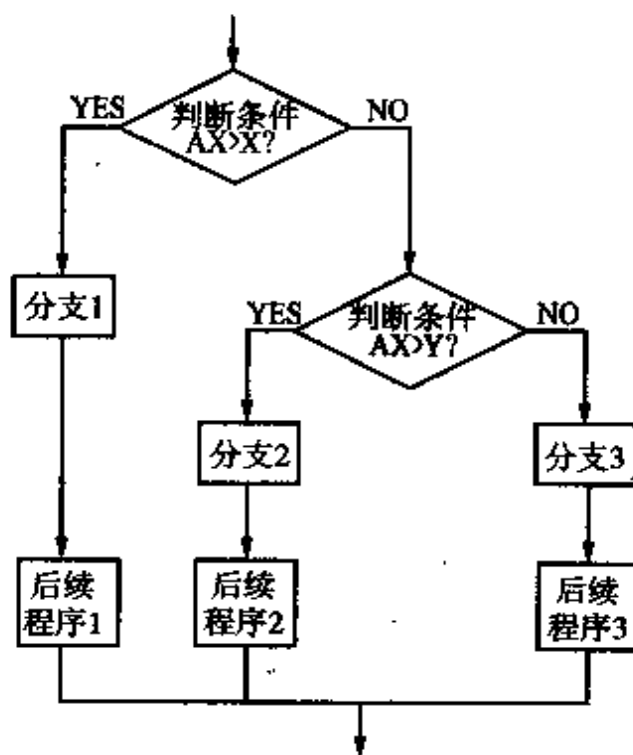 YES
判断条件
AX>X?
NO
分支1
YES
判断条件
AX>Y?
NO
分支2
分支3
后续
程序1
后续
程序2
后续
程序3